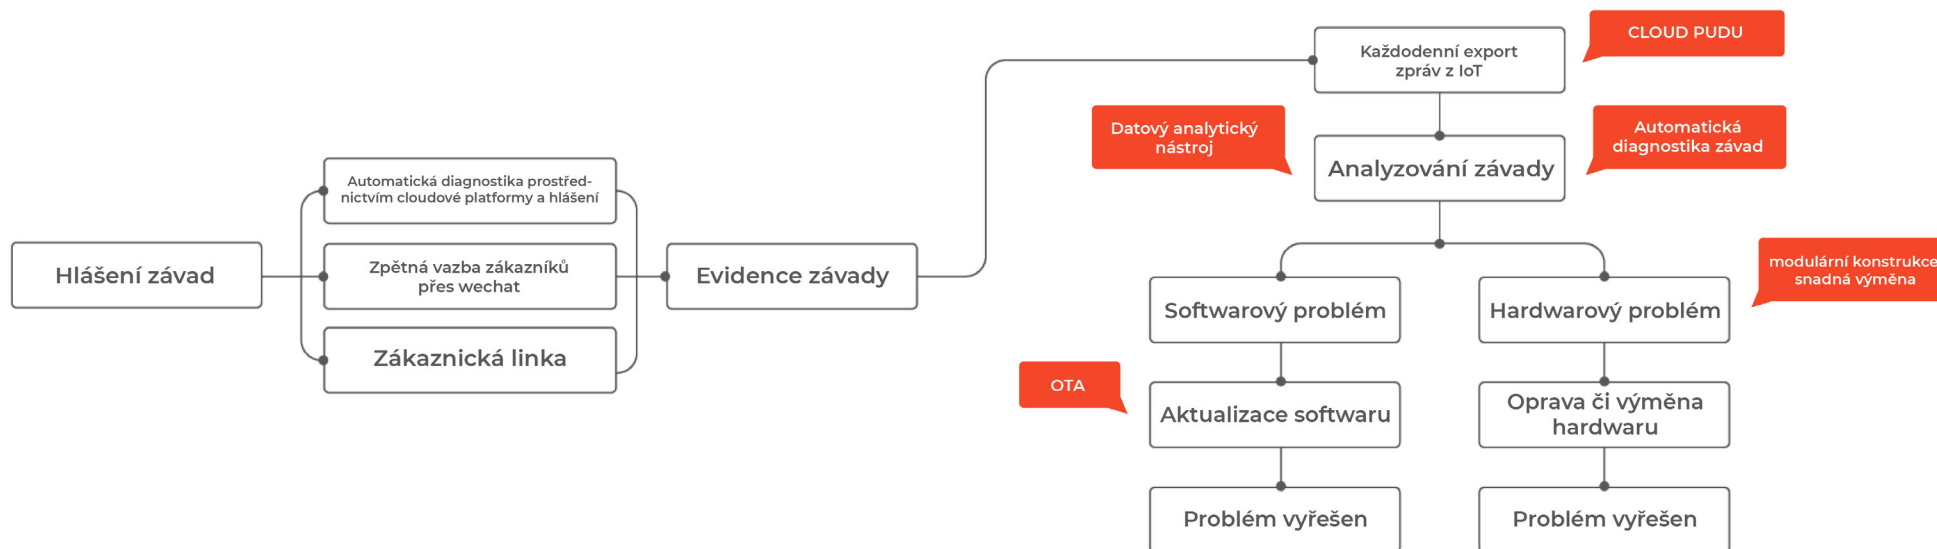 Hlášení závad
Automatická diagnostika prostřed-
nictvím cloudové platformy a hlášení
Zpětná vazba zákazníků
přes wechat
Zákaznická linka
Evidence závady
Každodenní export
zpráv z IoT
CLOUD PUDU
Datový analytický
nástroj
Analyzování závady
Automatická
diagnostika závad
Softwarový problém
Hardwarový problém
modulární konstrukce
snadná výměna
OTA
Aktualizace softwaru
Oprava či výměna
hardwaru
Problém vyřešen
Problém vyřešen